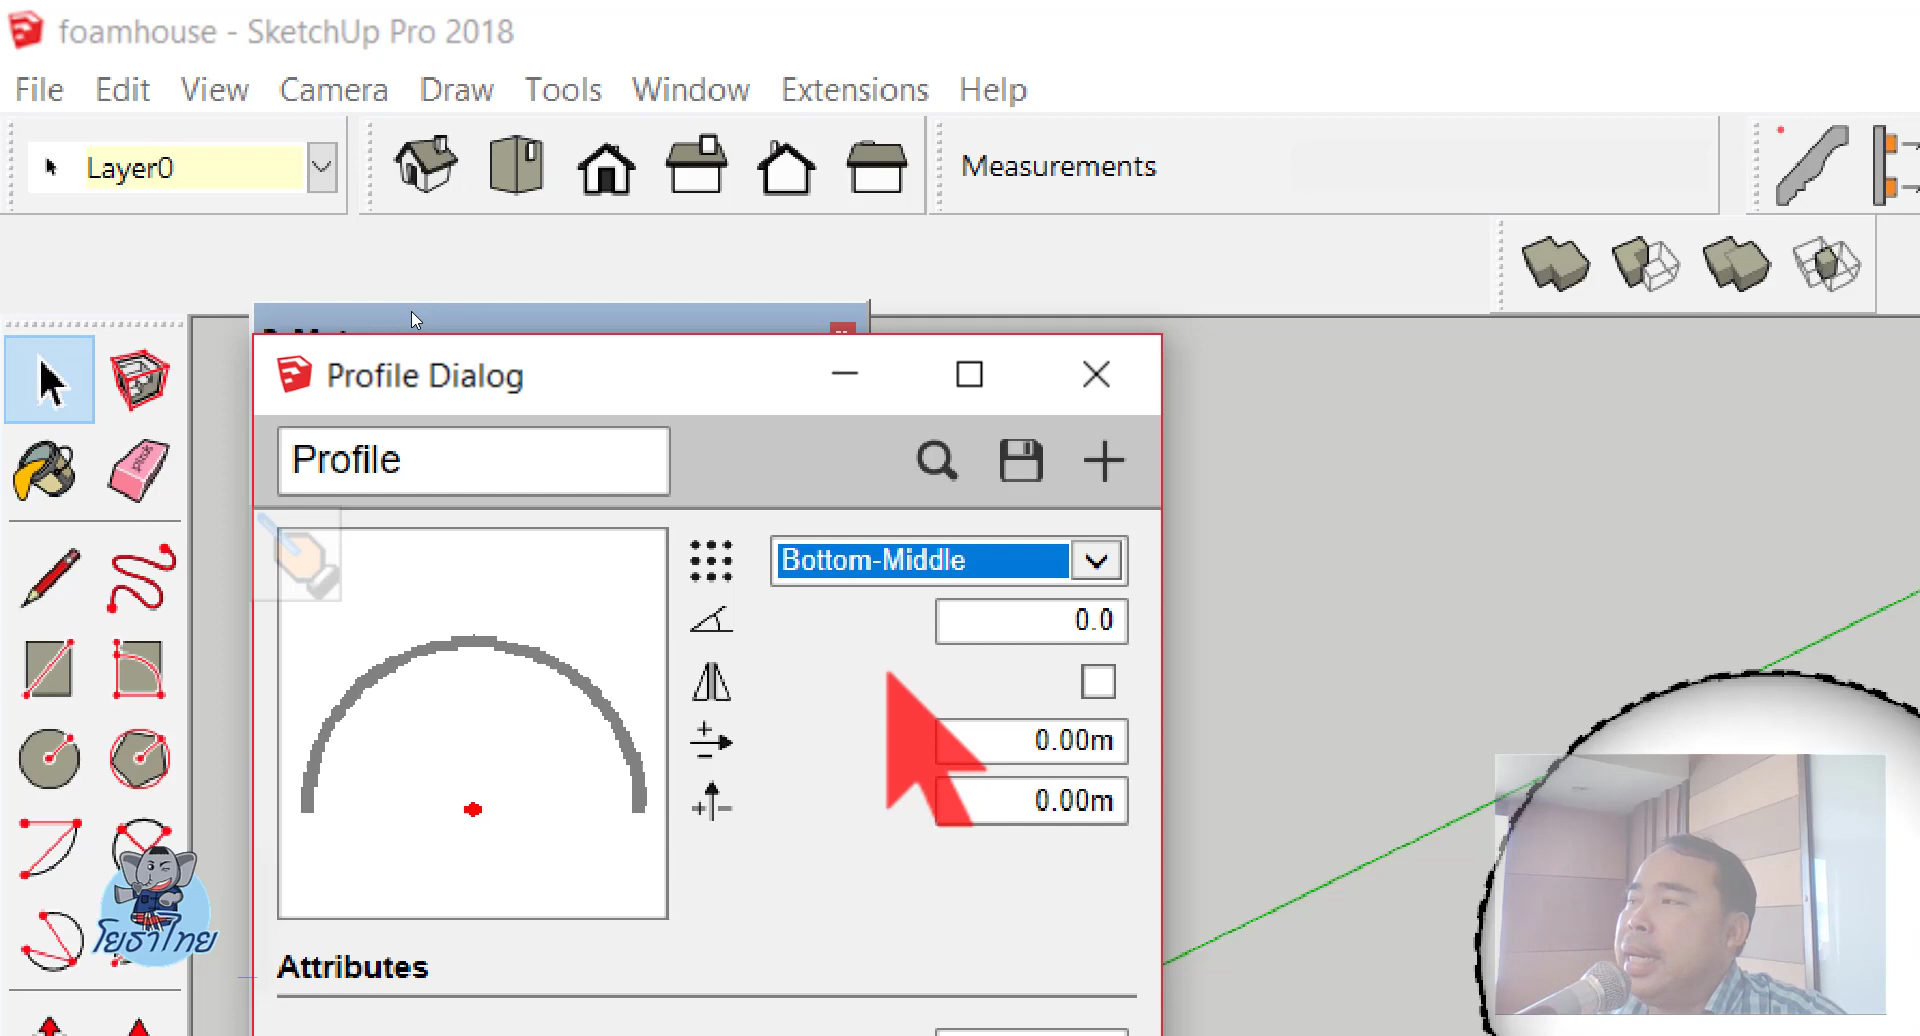 foamhouse - SketchUp Pro 2018
File Edit View Camera Draw Tools Window Extensions Help
Layer0
Measurements
Profile Dialog
Profile
Bottom-Middle
0.0
0.00m
0.00m
Attributes
โยธาไทย